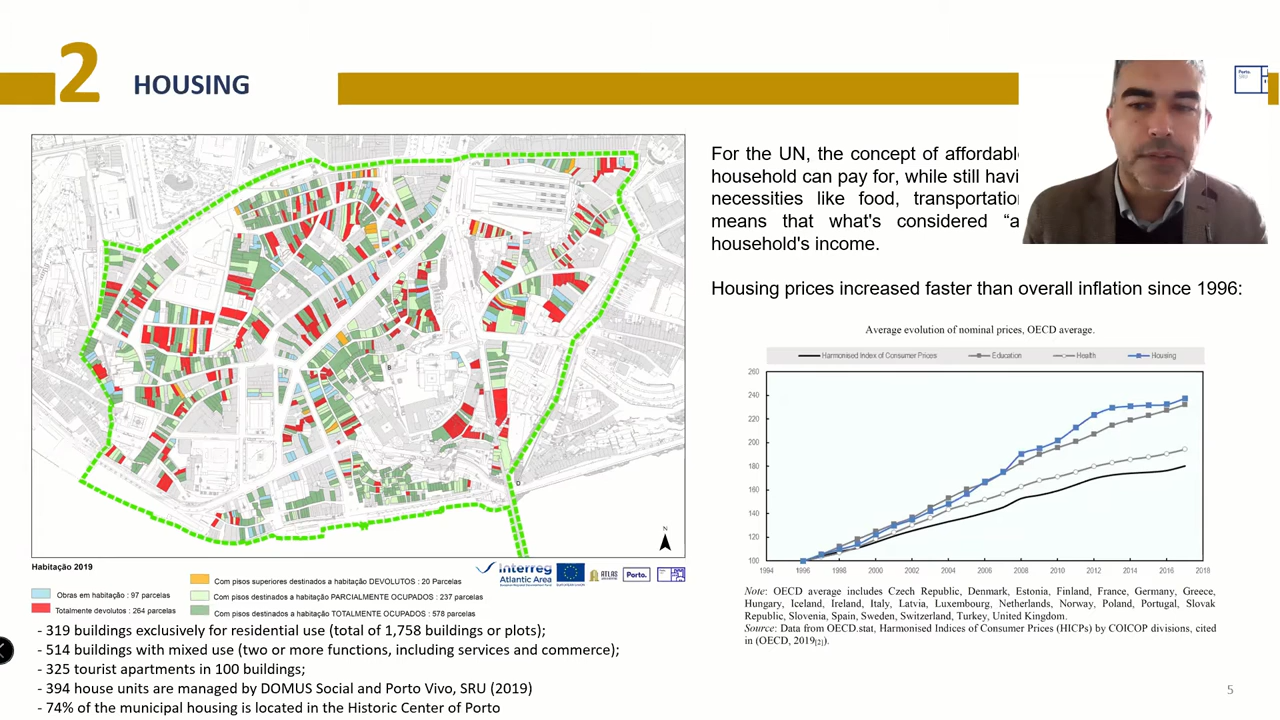 2
HOUSING
Porto.
SRU
For the UN, the concept of affordable
household can pay for, while still havi
necessities like food, transportation
means that what's considered “a
household's income.
Housing prices increased faster than overall inflation since 1996:
Average evolution of nominal prices, OECD average.
Harmonised Index of Consumer Prices Education Health Housing
260
240
220
200
180
160
140
120
100
1994 1996 1998 2000 2002 2004 2006 2008 2010 2012 2014 2016 2018
Note: OECD average includes Czech Republic, Denmark, Estonia, Finland, France, Germany, Greece,
Hungary, Iceland, Ireland, Italy, Latvia, Luxembourg, Netherlands, Norway, Poland, Portugal, Slovak
Republic, Slovenia, Spain, Sweden, Switzerland, Turkey, United Kingdom.
Source: Data from OECD.stat, Harmonised Indices of Consumer Prices (HICPs) by COICOP divisions, cited
in (OECD, 2019[2]).
N
Habitação 2019
Interreg
Atlantic Area
ATLAS
Porto.
Obras em habitação : 97 parcelas
Totalmente devolutos : 264 parcelas
Com pisos superiores destinados a habitação DEVOLUTOS : 20 Parcelas
Com pisos destinados a habitação PARCIALMENTE OCUPADOS : 237 parcelas
Com pisos destinados a habitação TOTALMENTE OCUPADOS : 578 parcelas
- 319 buildings exclusively for residential use (total of 1,758 buildings or plots);
- 514 buildings with mixed use (two or more functions, including services and commerce);
- 325 tourist apartments in 100 buildings;
- 394 house units are managed by DOMUS Social and Porto Vivo, SRU (2019)
- 74% of the municipal housing is located in the Historic Center of Porto
5